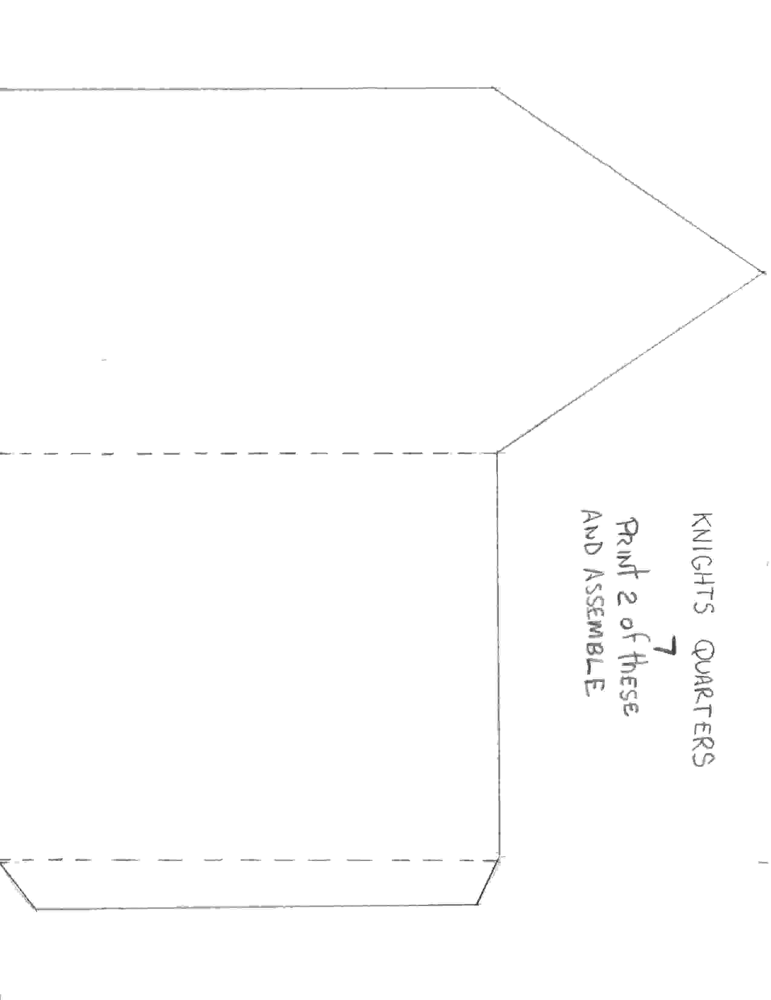 KNIGHTS QUARTERS
7
PRINT 2 of thESE
AND ASSEMBLE